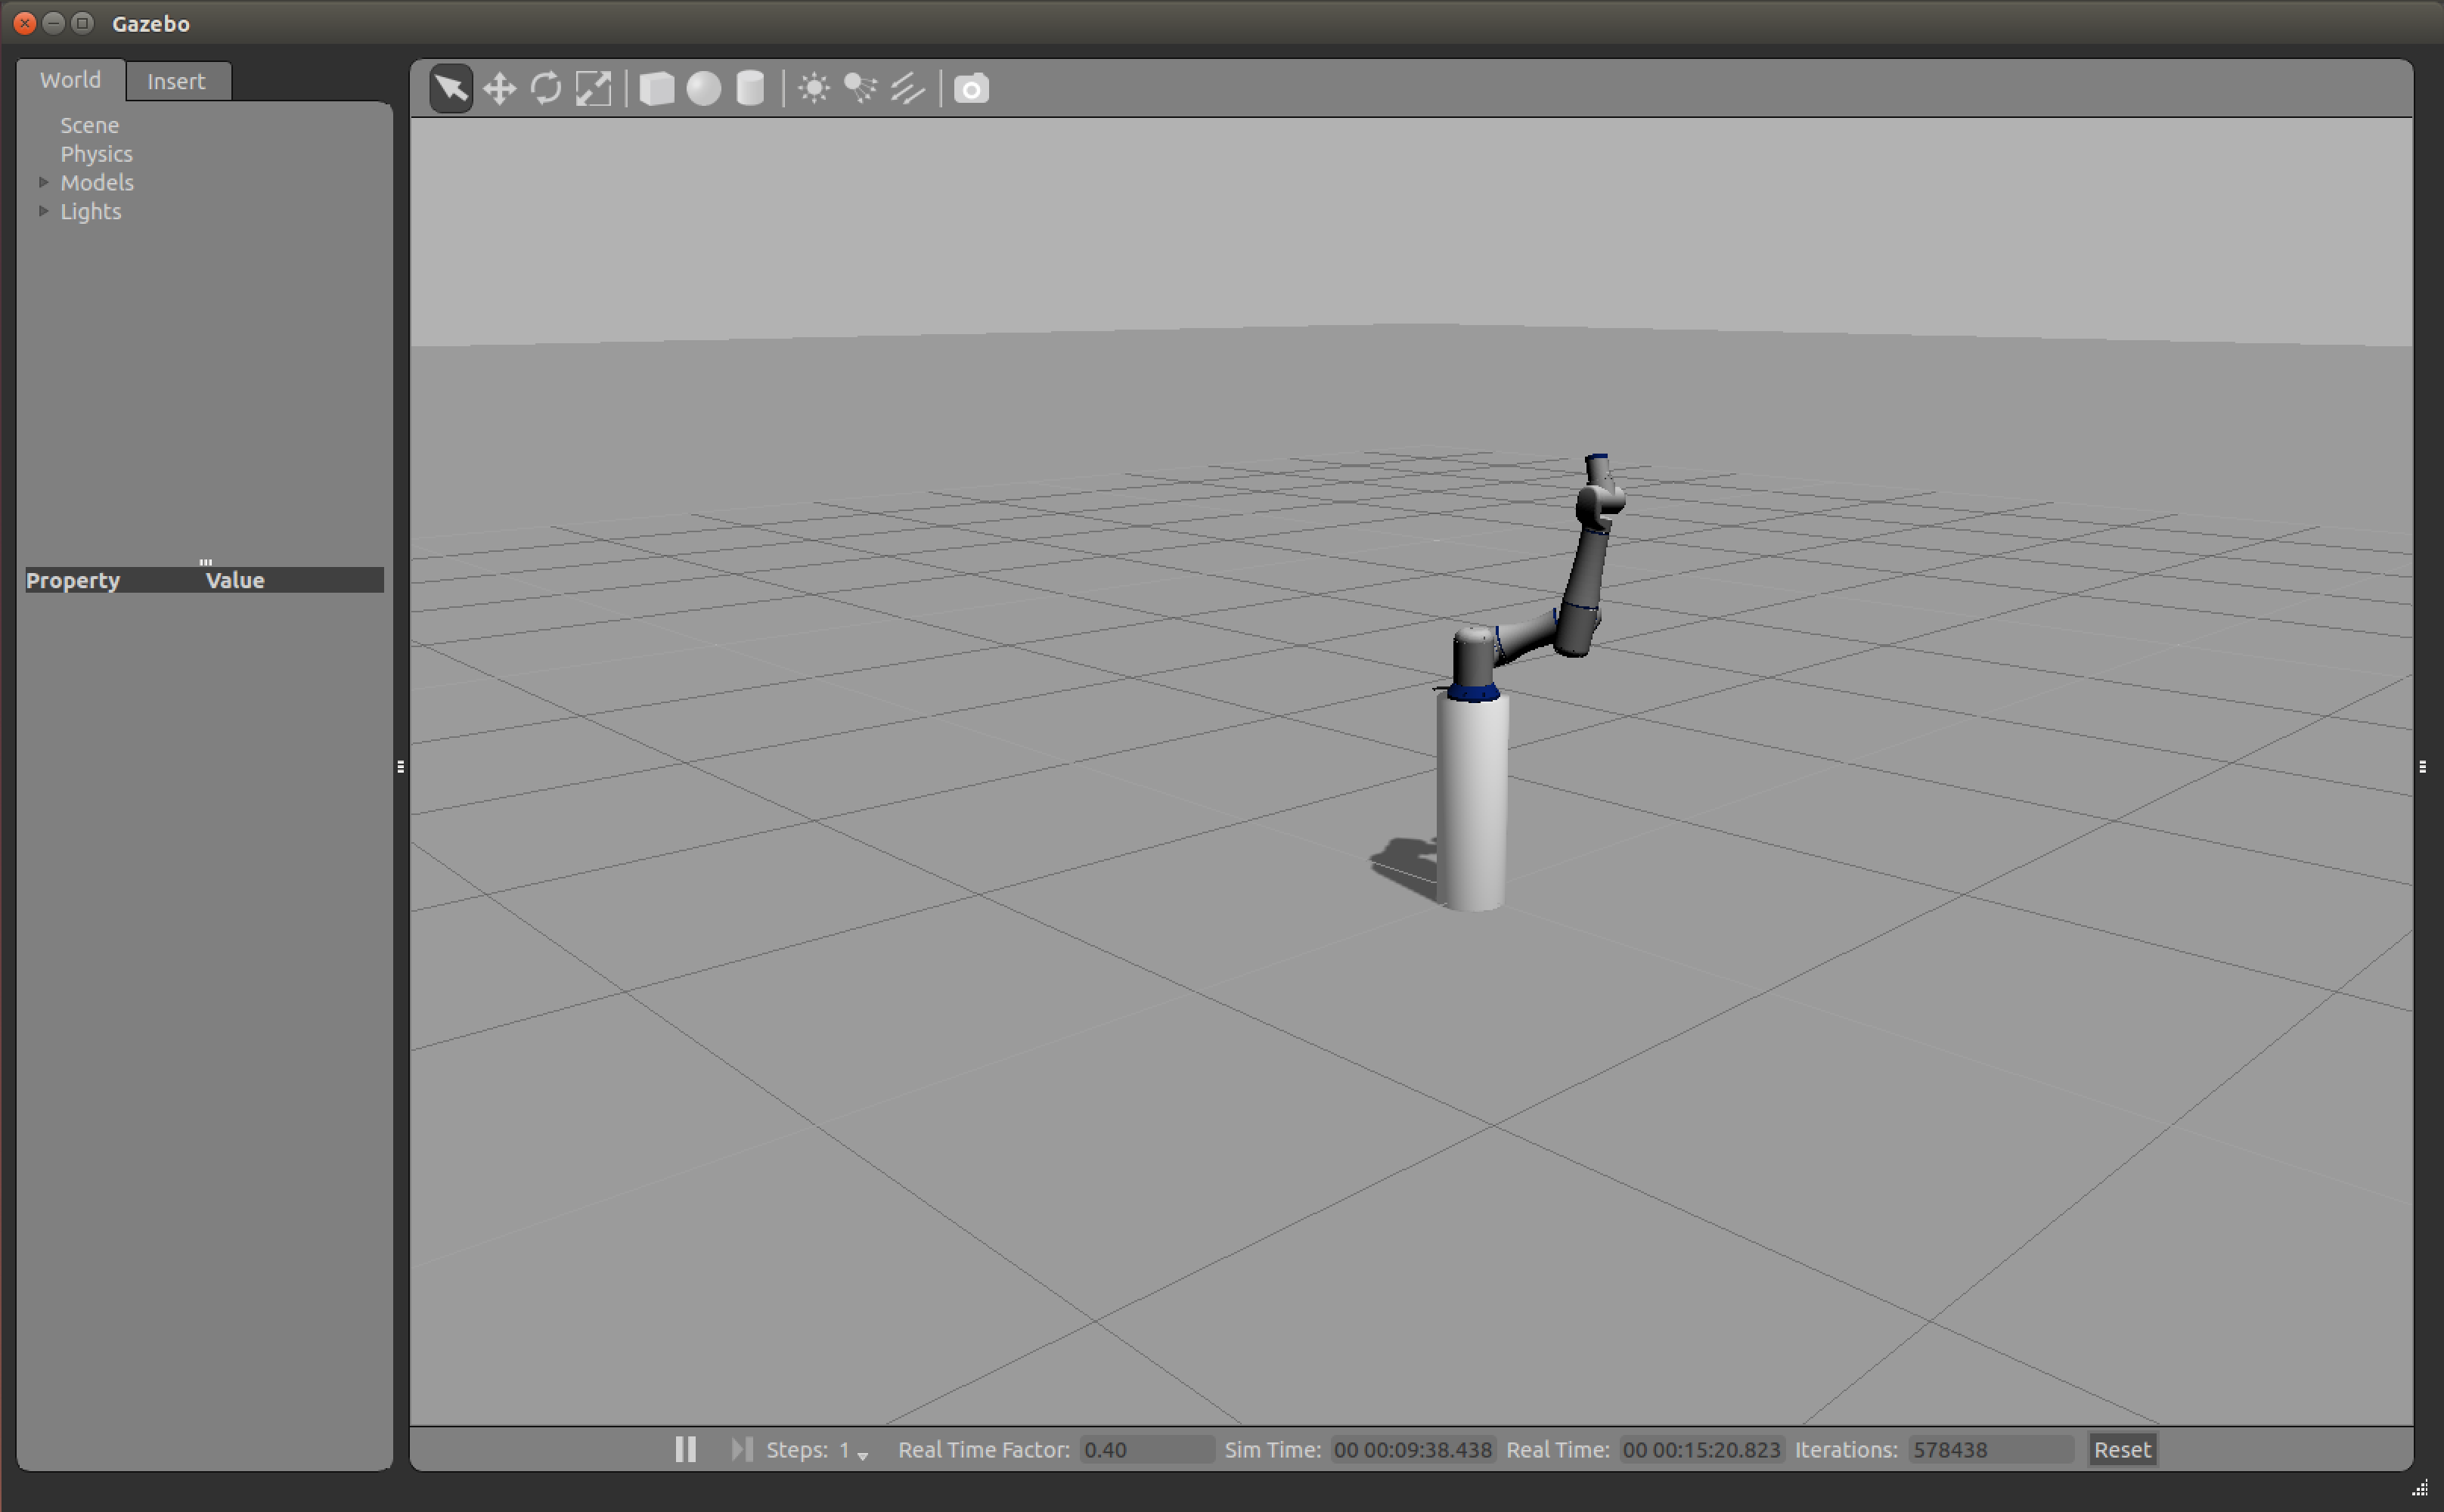 Gazebo
World Insert
Scene
Physics
Models
Lights
Property Value
Steps: 1 Real Time Factor: 0.40 Sim Time: 00 00:09:38.438 Real Time: 00 00:15:20.823 Iterations: 578438 Reset